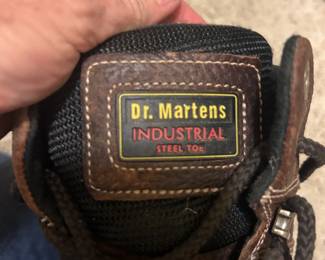 Dr. Martens
INDUSTRIAL
STEEL TOE